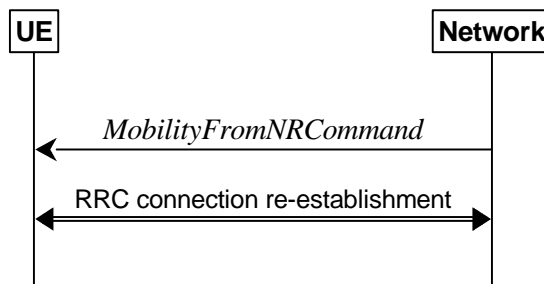 UE
Network
MobilityFromNRCommand
RRC connection re-establishment